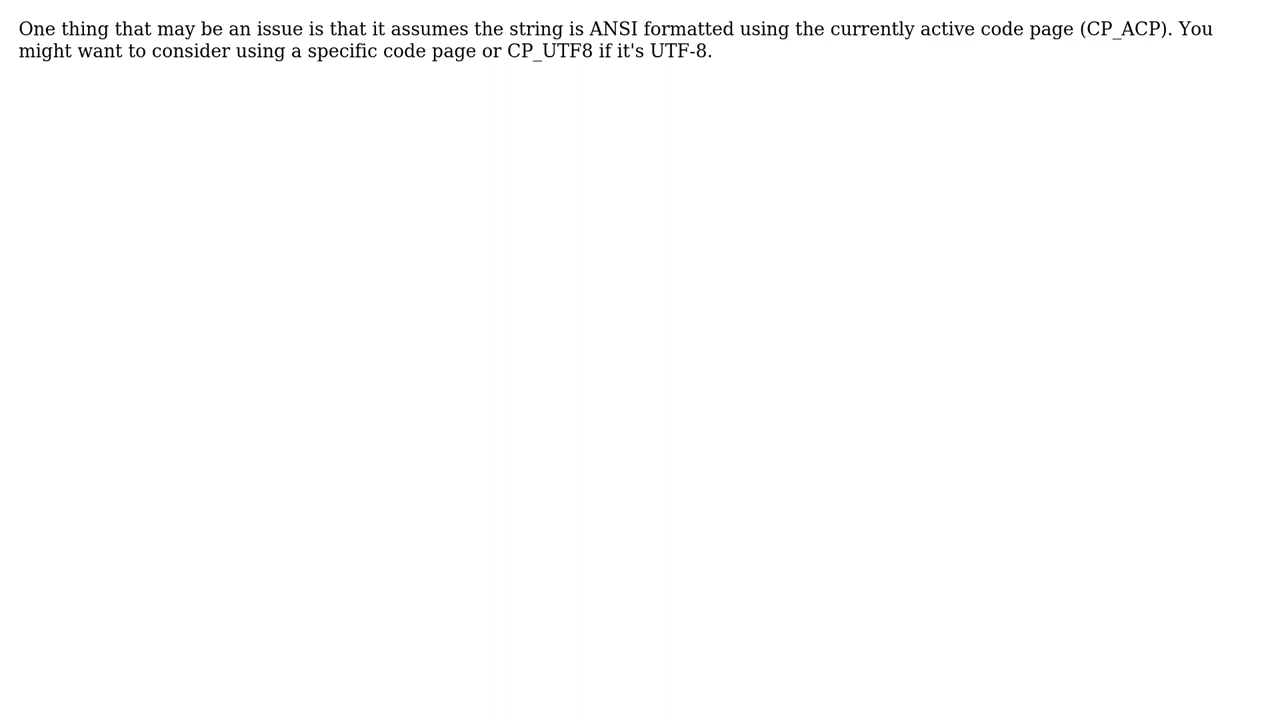 One thing that may be an issue is that it assumes the string is ANSI formatted using the currently active code page (CP_ACP). You
might want to consider using a specific code page or CP_UTF8 if it's UTF-8.